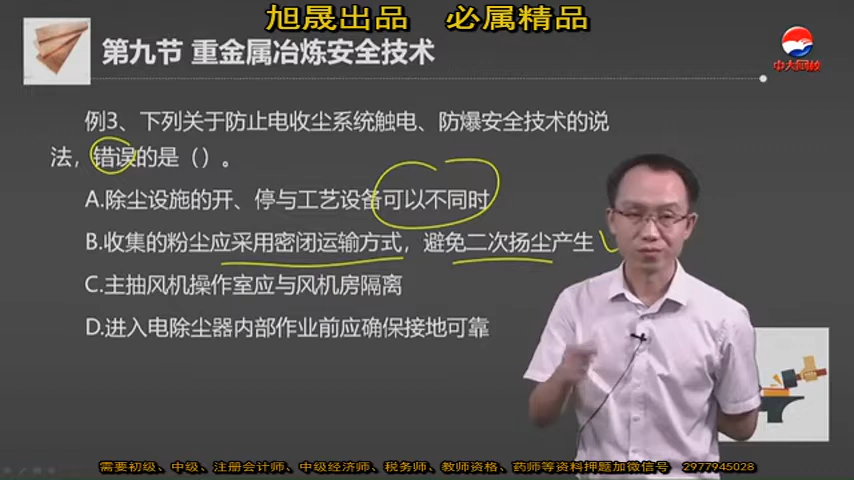 旭晟出品 必属精品
第九节 重金属冶炼安全技术
中大网校
例3、下列关于防止电收尘系统触电、防爆安全技术的说
法，错误的是（）。
A.除尘设施的开、停与工艺设备可以不同时
B.收集的粉尘应采用密闭运输方式，避免二次扬尘产生
C.主抽风机操作室应与风机房隔离
D.进入电除尘器内部作业前应确保接地可靠
需要初级、中级、注册会计师、中级经济师、税务师、教师资格、药师等资料押题加微信号 2977945028